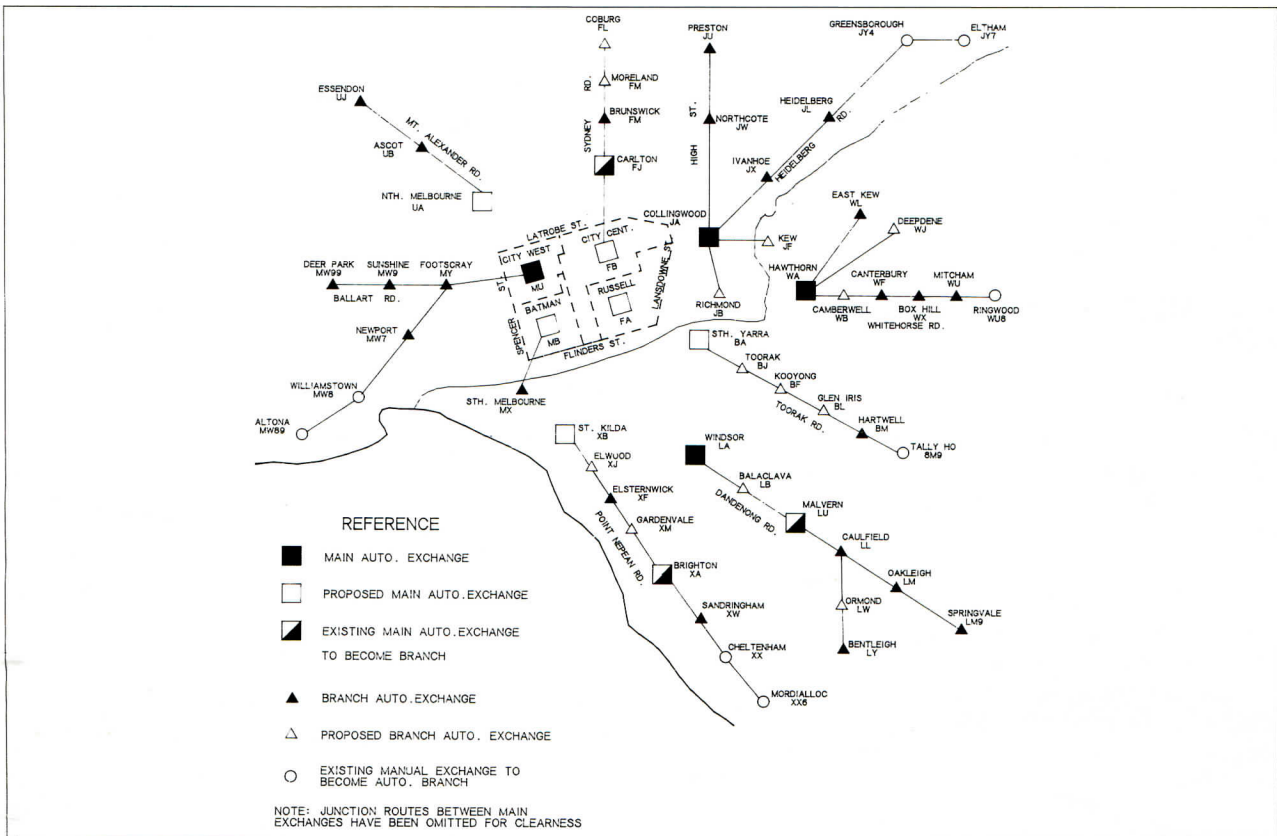 COBURG
FL
PRESTON
JU
GREENSBOROUGH
JY4
ELTHAM
JY7
ESSENDON
UJ
MT. ALEXANDER RD.
ASCOT
UB
NTH. MELBOURNE
UA
MORELAND
FM
BRUNSWICK
FM
SYDNEY RD.
CARLTON
FJ
HIGH ST.
NORTHCOTE
JW
HEIDELBERG
JL
HEIDELBERG RD.
IVANHOE
JX
COLLINGWOOD
JA
KEW
JF
RICHMOND
JB
EAST KEW
WL
DEEPDENE
WJ
HAWTHORN
WA
CAMBERWELL
WB
CANTERBURY
WF
BOX HILL
WX
MITCHAM
WU
RINGWOOD
WU8
WHITEHORSE RD.
LATROBE ST.
CITY WEST
MU
CITY CENT.
FB
RUSSELL
FA
BATMAN
MB
LANSDOWNE ST.
SPENCER ST.
FLINDERS ST.
DEER PARK
MW99
SUNSHINE
MW9
FOOTSCRAY
MY
BALLART RD.
NEWPORT
MW7
WILLIAMSTOWN
MW8
ALTONA
MW89
STH. MELBOURNE
MX
STH. YARRA
BA
TOORAK
BJ
KOOYONG
BF
GLEN IRIS
BL
TOORAK RD.
HARTWELL
BM
TALLY HO
8M9
ST. KILDA
XB
ELWOOD
XJ
ELSTERNWICK
XF
GARDENVALE
XM
POINT NEPEAN RD.
BRIGHTON
XA
SANDRINGHAM
XW
CHELTENHAM
XX
MORDIALLOC
XX6
WINDSOR
LA
BALACLAVA
LB
DANDENONG RD.
MALVERN
LU
CAULFIELD
LL
OAKLEIGH
LM
ORMOND
LW
SPRINGVALE
LM9
BENTLEIGH
LY
REFERENCE
MAIN AUTO. EXCHANGE
PROPOSED MAIN AUTO.EXCHANGE
EXISTING MAIN AUTO.EXCHANGE
TO BECOME BRANCH
BRANCH AUTO.EXCHANGE
PROPOSED BRANCH AUTO. EXCHANGE
EXISTING MANUAL EXCHANGE TO
BECOME AUTO. BRANCH
NOTE: JUNCTION ROUTES BETWEEN MAIN
EXCHANGES HAVE BEEN OMITTED FOR CLEARNESS